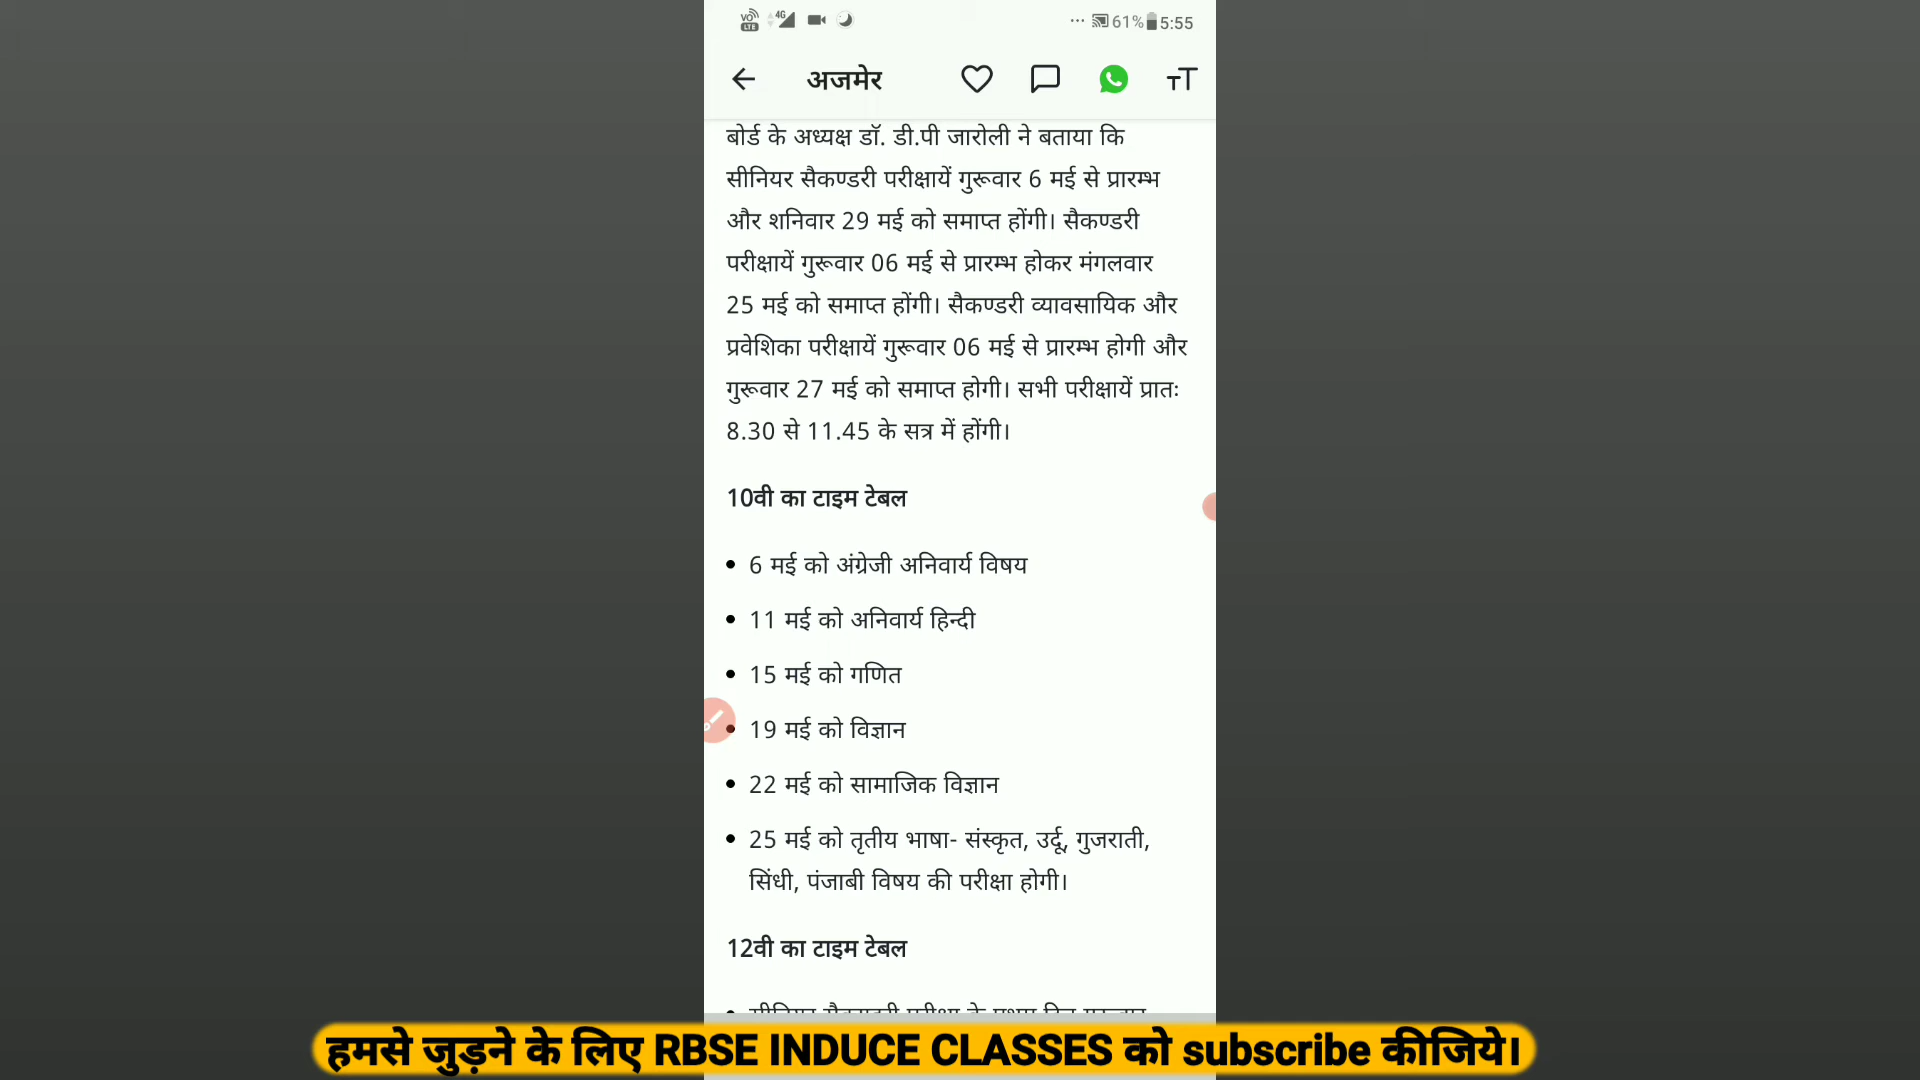 VO LTE 4G ... 61% 5:55
अजमेर
बोर्ड के अध्यक्ष डॉ. डी.पी जारोली ने बताया कि
सीनियर सैकण्डरी परीक्षायें गुरूवार 6 मई से प्रारम्भ
और शनिवार 29 मई को समाप्त होंगी। सैकण्डरी
परीक्षायें गुरूवार 06 मई से प्रारम्भ होकर मंगलवार
25 मई को समाप्त होंगी। सैकण्डरी व्यावसायिक और
प्रवेशिका परीक्षायें गुरूवार 06 मई से प्रारम्भ होगी और
गुरूवार 27 मई को समाप्त होगी। सभी परीक्षायें प्रातः
8.30 से 11.45 के सत्र में होंगी।
10वी का टाइम टेबल
• 6 मई को अंग्रेजी अनिवार्य विषय
• 11 मई को अनिवार्य हिन्दी
• 15 मई को गणित
• 19 मई को विज्ञान
• 22 मई को सामाजिक विज्ञान
• 25 मई को तृतीय भाषा- संस्कृत, उर्दू, गुजराती,
सिंधी, पंजाबी विषय की परीक्षा होगी।
12वी का टाइम टेबल
हमसे जुड़ने के लिए RBSE INDUCE CLASSES को subscribe कीजिये।